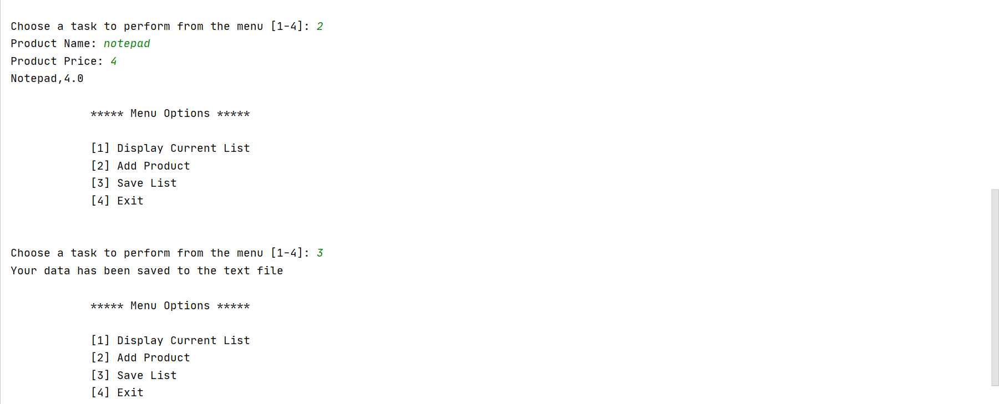 Choose a task to perform from the menu [1-4]: 2
Product Name: notepad
Product Price: 4
Notepad,4.0
***** Menu Options *****
[1] Display Current List
[2] Add Product
[3] Save List
[4] Exit
Choose a task to perform from the menu [1-4]: 3
Your data has been saved to the text file
***** Menu Options *****
[1] Display Current List
[2] Add Product
[3] Save List
[4] Exit